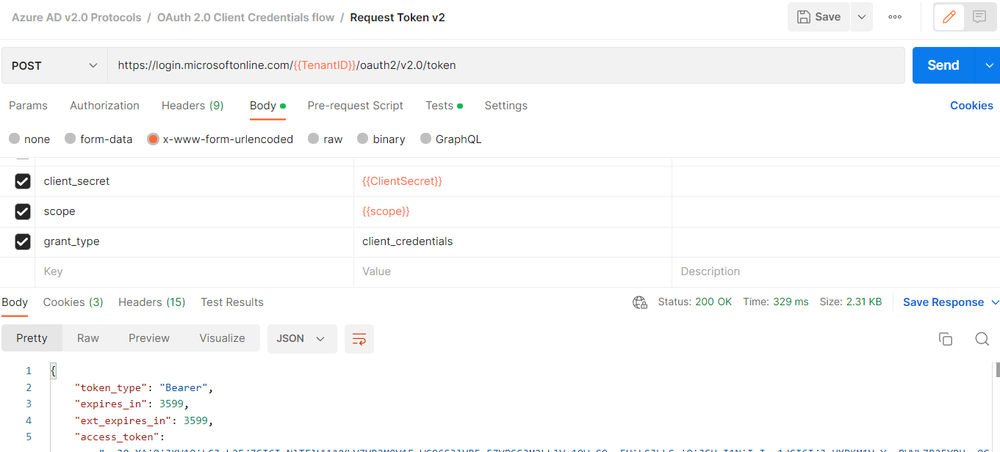 Azure AD v2.0 Protocols / OAuth 2.0 Client Credentials flow / Request Token v2 Save
POST https://login.microsoftonline.com/{{TenantID}}/oauth2/v2.0/token Send
Params Authorization Headers (9) Body Pre-request Script Tests Settings Cookies
none form-data x-www-form-urlencoded raw binary GraphQL
client_secret {{ClientSecret}}
scope {{scope}}
grant_type client_credentials
Key Value Description
Body Cookies (3) Headers (15) Test Results Status: 200 OK Time: 329 ms Size: 2.31 KB Save Response
Pretty Raw Preview Visualize JSON
1 {
2 "token_type": "Bearer",
3 "expires_in": 3599,
4 "ext_expires_in": 3599,
5 "access_token":